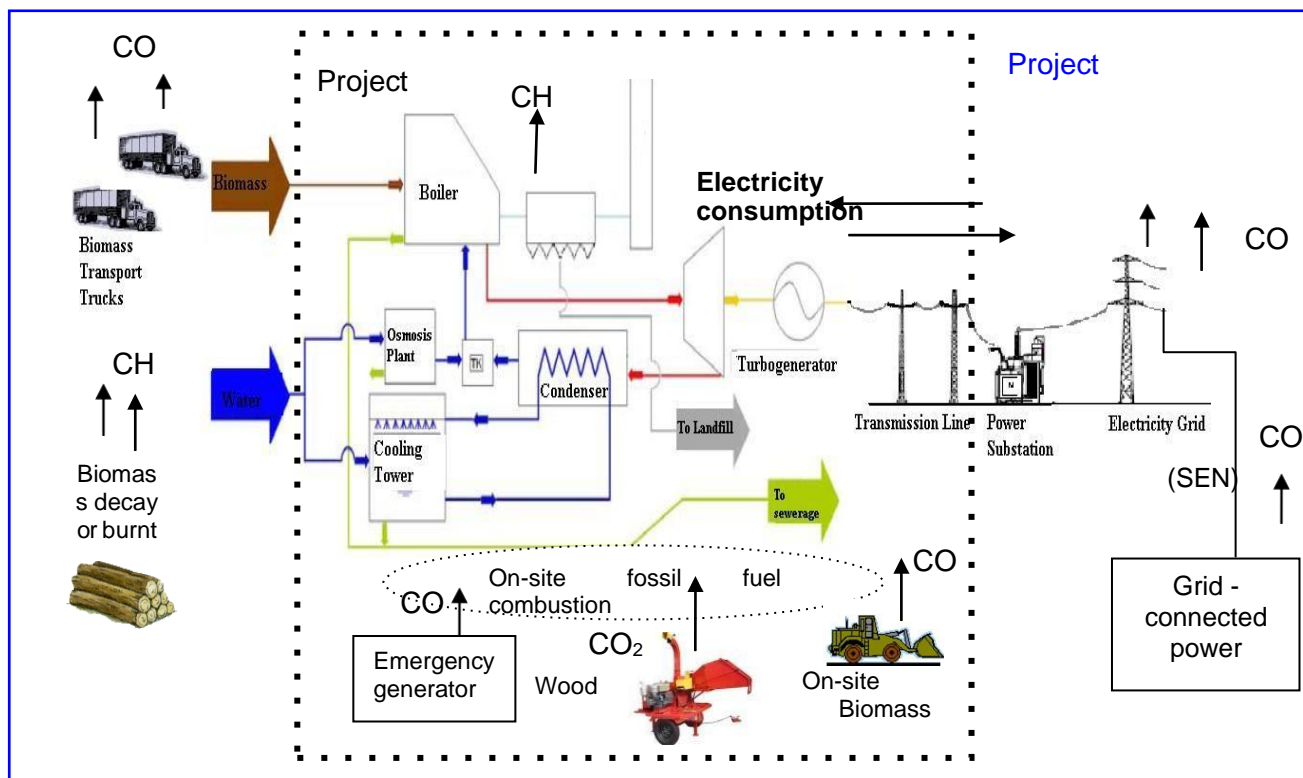 CO
Project
Project
CH
Biomass
Boiler
Electricity
consumption
CO
Biomass
Transport
Trucks
Osmosis
Plant
TK
Condenser
Turbogenerator
CH
Water
Cooling
Tower
To Landfill
Transmission Line
Power
Substation
N
Electricity Grid
CO
(SEN)
Biomas
s decay
or burnt
To
sewerage
On-site fossil fuel
combustion
CO
CO
CO2
Emergency
generator
Wood
On-site
Biomass
Grid -
connected
power